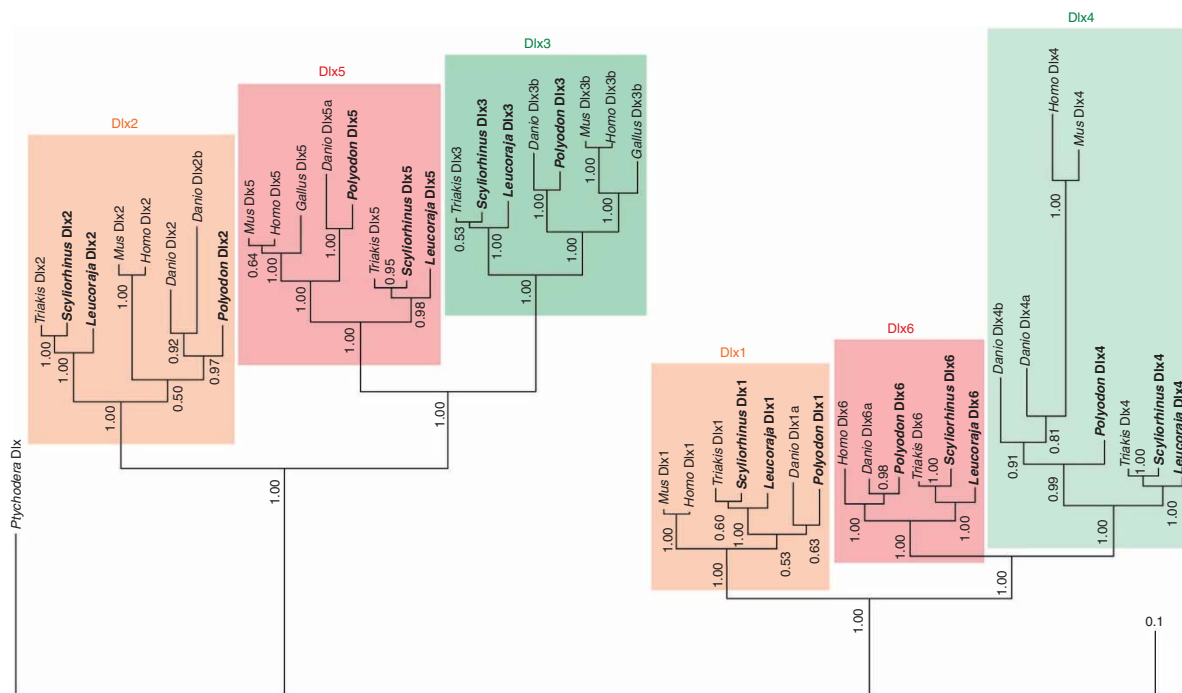 Ptychodera Dlx
Dlx2
Triakis Dlx2
Scyliorhinus Dlx2
Leucoraja Dlx2
Mus Dlx2
Homo Dlx2
Danio Dlx2
Danio Dlx2b
Polyodon Dlx2
1.00
1.00
1.00
0.92
0.97
0.50
1.00
Dlx5
Mus Dlx5
Homo Dlx5
Gallus Dlx5
Danio Dlx5a
Polyodon Dlx5
Triakis Dlx5
Scyliorhinus Dlx5
Leucoraja Dlx5
0.64
1.00
1.00
1.00
0.95
0.98
1.00
Dlx3
Triakis Dlx3
Scyliorhinus Dlx3
Leucoraja Dlx3
Danio Dlx3b
Polyodon Dlx3
Mus Dlx3b
Homo Dlx3b
Gallus Dlx3b
0.53
1.00
1.00
1.00
1.00
1.00
1.00
1.00
1.00
Dlx1
Mus Dlx1
Homo Dlx1
Triakis Dlx1
Scyliorhinus Dlx1
Leucoraja Dlx1
Danio Dlx1a
Polyodon Dlx1
1.00
0.60
1.00
0.53
0.63
1.00
Dlx6
Homo Dlx6
Danio Dlx6a
Polyodon Dlx6
Triakis Dlx6
Scyliorhinus Dlx6
Leucoraja Dlx6
0.98
1.00
1.00
1.00
1.00
Dlx4
Danio Dlx4b
Danio Dlx4a
Homo Dlx4
Mus Dlx4
Polyodon Dlx4
Triakis Dlx4
Scyliorhinus Dlx4
Leucoraja Dlx4
1.00
0.81
0.91
0.99
1.00
1.00
1.00
1.00
1.00
0.1